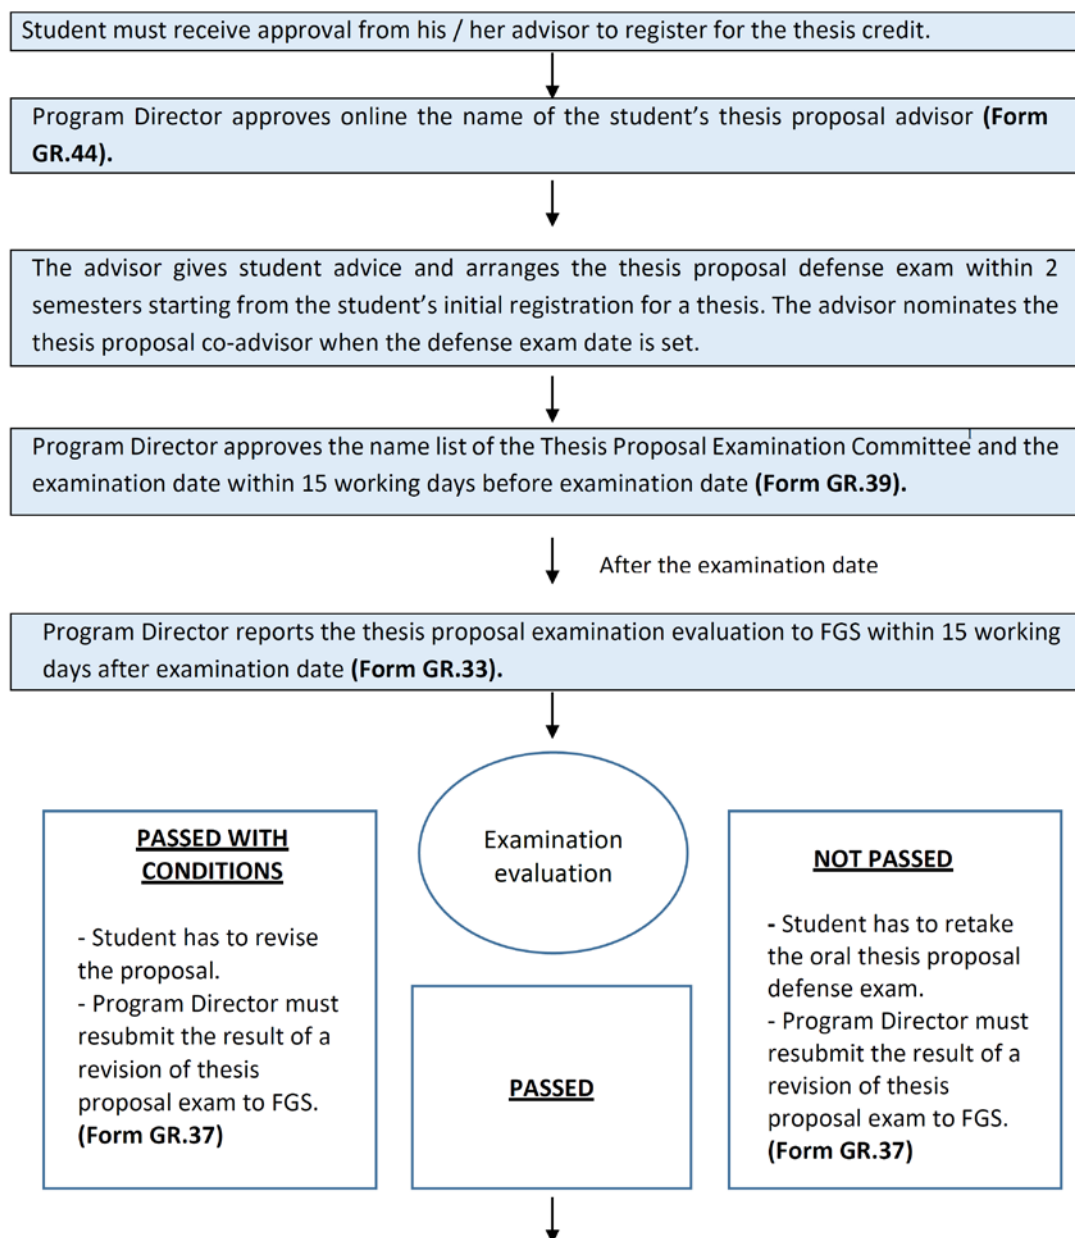 Student must receive approval from his / her advisor to register for the thesis credit.
Program Director approves online the name of the student’s thesis proposal advisor (Form
GR.44).
The advisor gives student advice and arranges the thesis proposal defense exam within 2
semesters starting from the student’s initial registration for a thesis. The advisor nominates the
thesis proposal co-advisor when the defense exam date is set.
Program Director approves the name list of the Thesis Proposal Examination Committee and the
examination date within 15 working days before examination date (Form GR.39).
After the examination date
Program Director reports the thesis proposal examination evaluation to FGS within 15 working
days after examination date (Form GR.33).
Examination
evaluation
PASSED WITH
CONDITIONS
- Student has to revise
the proposal.
- Program Director must
resubmit the result of a
revision of thesis
proposal exam to FGS.
(Form GR.37)
PASSED
NOT PASSED
- Student has to retake
the oral thesis proposal
defense exam.
- Program Director must
resubmit the result of a
revision of thesis
proposal exam to FGS.
(Form GR.37)